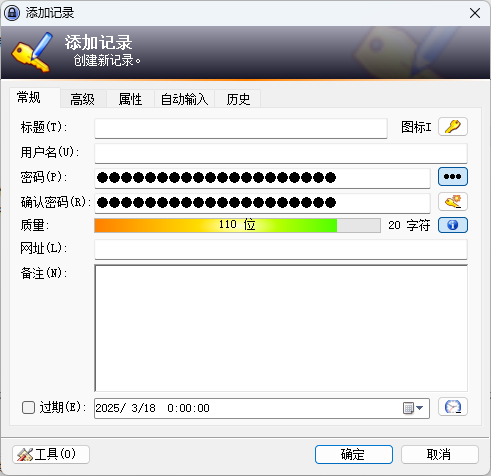 添加记录
添加记录
创建新记录。
常规 高级 属性 自动输入 历史
标题(T): 图标I
用户名(U):
密码(P): ●●●●●●●●●●●●●●●●●●●●
确认密码(R): ●●●●●●●●●●●●●●●●●●●●
质量: 110 位 20 字符
网址(L):
备注(N):
过期(E): 2025/ 3/18 0:00:00
工具(O) 确定 取消